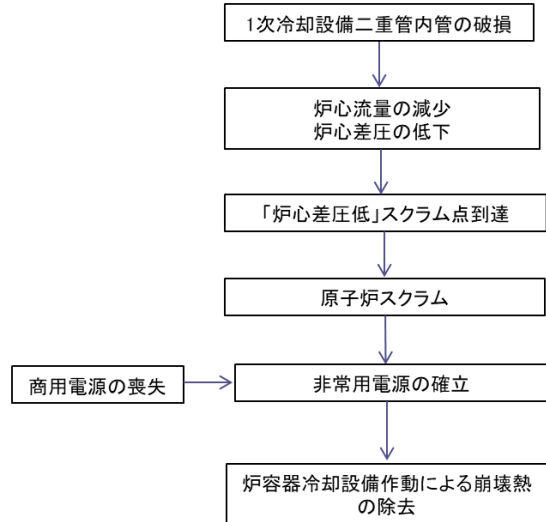 1次冷却設備二重管内管の破損
炉心流量の減少
炉心差圧の低下
「炉心差圧低」スクラム点到達
原子炉スクラム
商用電源の喪失
非常用電源の確立
炉容器冷却設備作動による崩壊熱
の除去